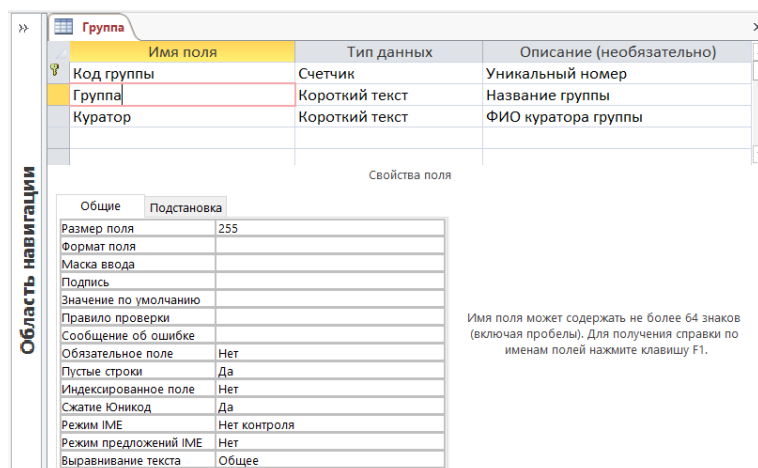 Группа
Имя поля Тип данных Описание (необязательно)
Код группы Счетчик Уникальный номер
Группа Короткий текст Название группы
Куратор Короткий текст ФИО куратора группы
Область навигации
Свойства поля
Общие Подстановка
Размер поля 255
Формат поля
Маска ввода
Подпись
Значение по умолчанию
Правило проверки
Сообщение об ошибке
Обязательное поле Нет
Пустые строки Да
Индексированное поле Нет
Сжатие Юникод Да
Режим IME Нет контроля
Режим предложений IME Нет
Выравнивание текста Общее
Имя поля может содержать не более 64 знаков
(включая пробелы). Для получения справки по
именам полей нажмите клавишу F1.